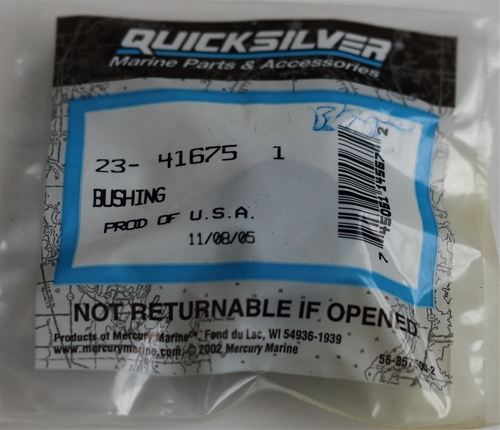 QUICKSILVER
Marine Parts & Accessories
23- 41675 1
BUSHING
PROD OF U.S.A.
11/08/05
NOT RETURNABLE IF OPENED
Products of Mercury Marine Fond du Lac, WI 54936-1939
www.mercurymarine.com © 2002 Mercury Marine